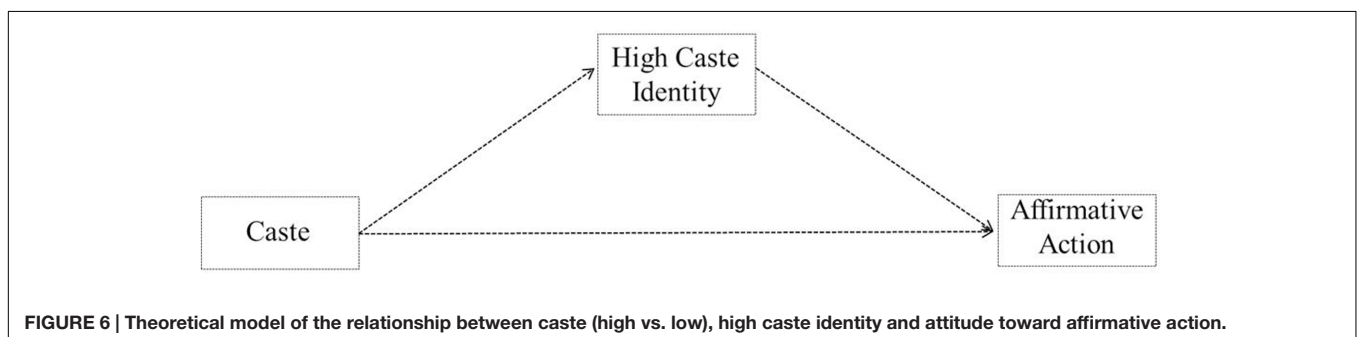 High Caste
Identity
Caste
Affirmative
Action
FIGURE 6 | Theoretical model of the relationship between caste (high vs. low), high caste identity and attitude toward affirmative action.